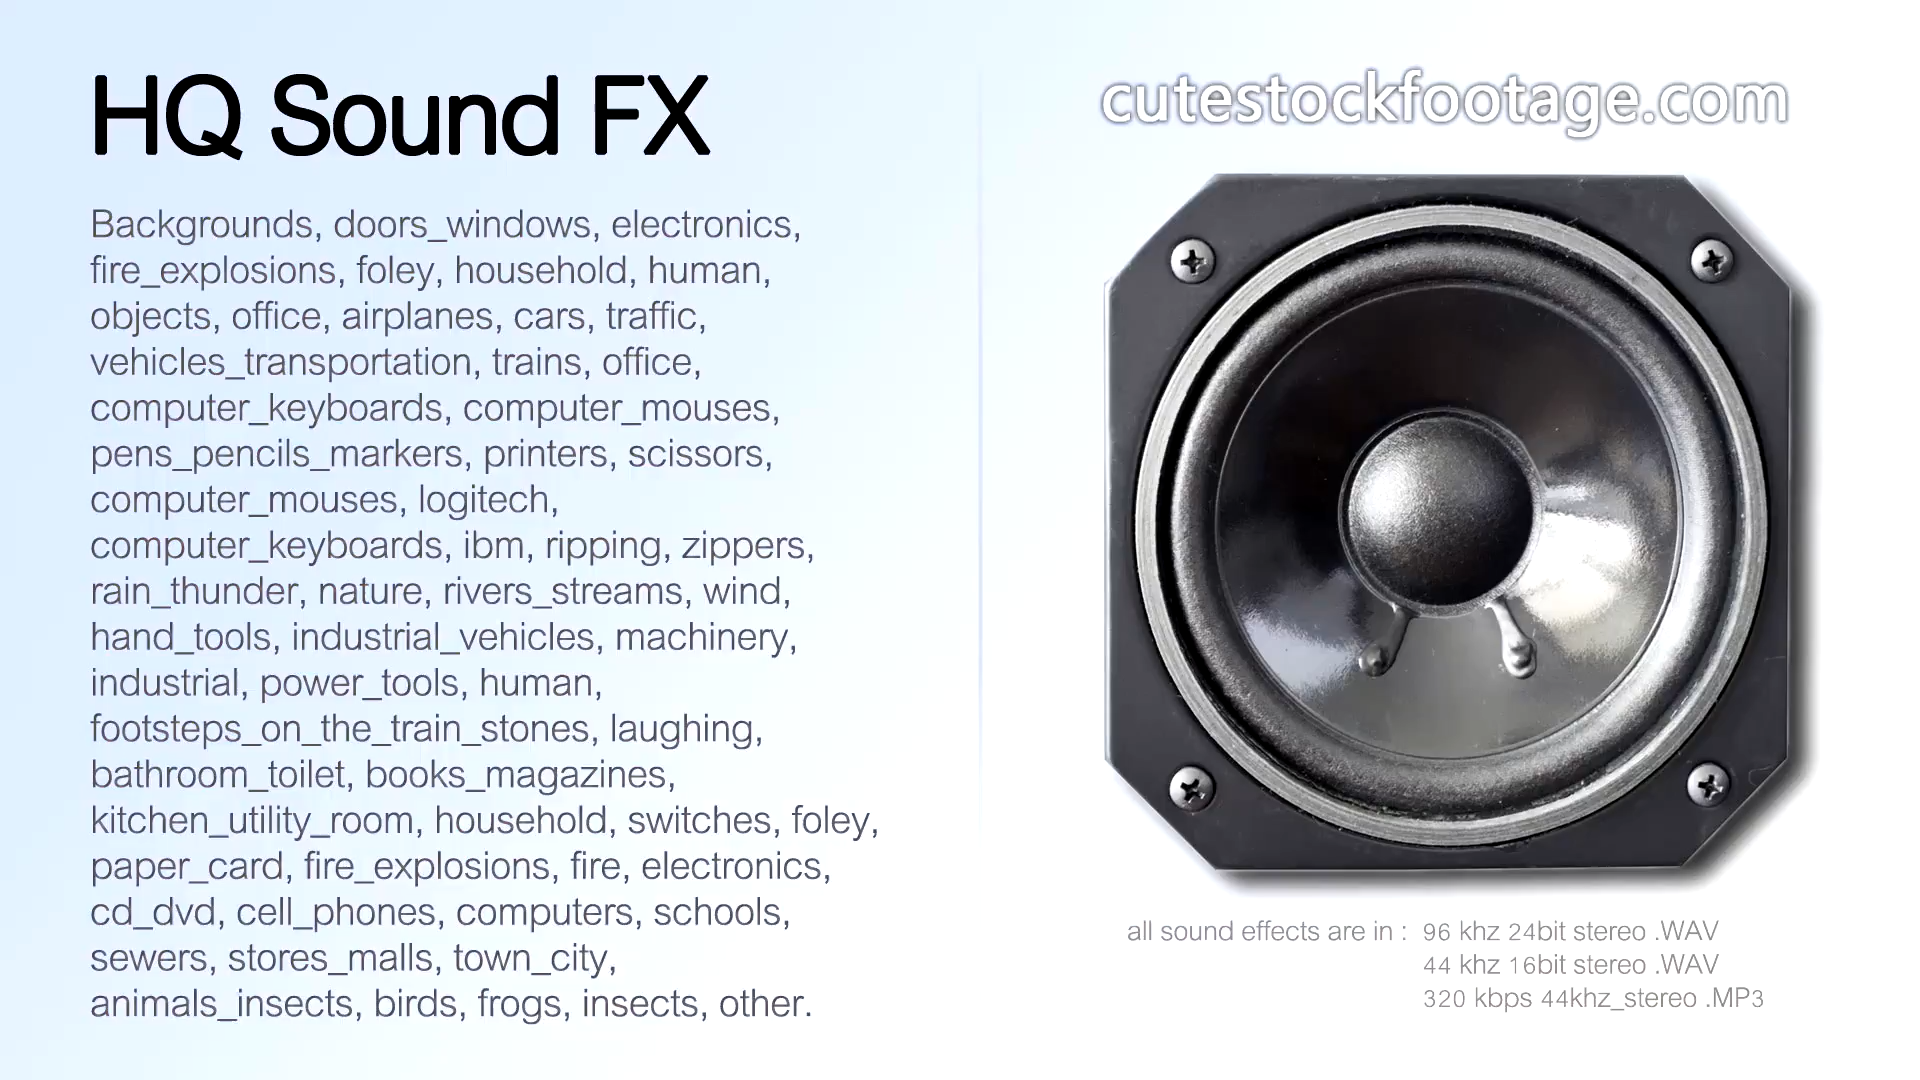 HQ Sound FX
Backgrounds, doors_windows, electronics,
fire_explosions, foley, household, human,
objects, office, airplanes, cars, traffic,
vehicles_transportation, trains, office,
computer_keyboards, computer_mouses,
pens_pencils_markers, printers, scissors,
computer_mouses, logitech,
computer_keyboards, ibm, ripping, zippers,
rain_thunder, nature, rivers_streams, wind,
hand_tools, industrial_vehicles, machinery,
industrial, power_tools, human,
footsteps_on_the_train_stones, laughing,
bathroom_toilet, books_magazines,
kitchen_utility_room, household, switches, foley,
paper_card, fire_explosions, fire, electronics,
cd_dvd, cell_phones, computers, schools,
sewers, stores_malls, town_city,
animals_insects, birds, frogs, insects, other.
cutestockfootage.com
all sound effects are in : 96 khz 24bit stereo .WAV
44 khz 16bit stereo .WAV
320 kbps 44khz_stereo .MP3